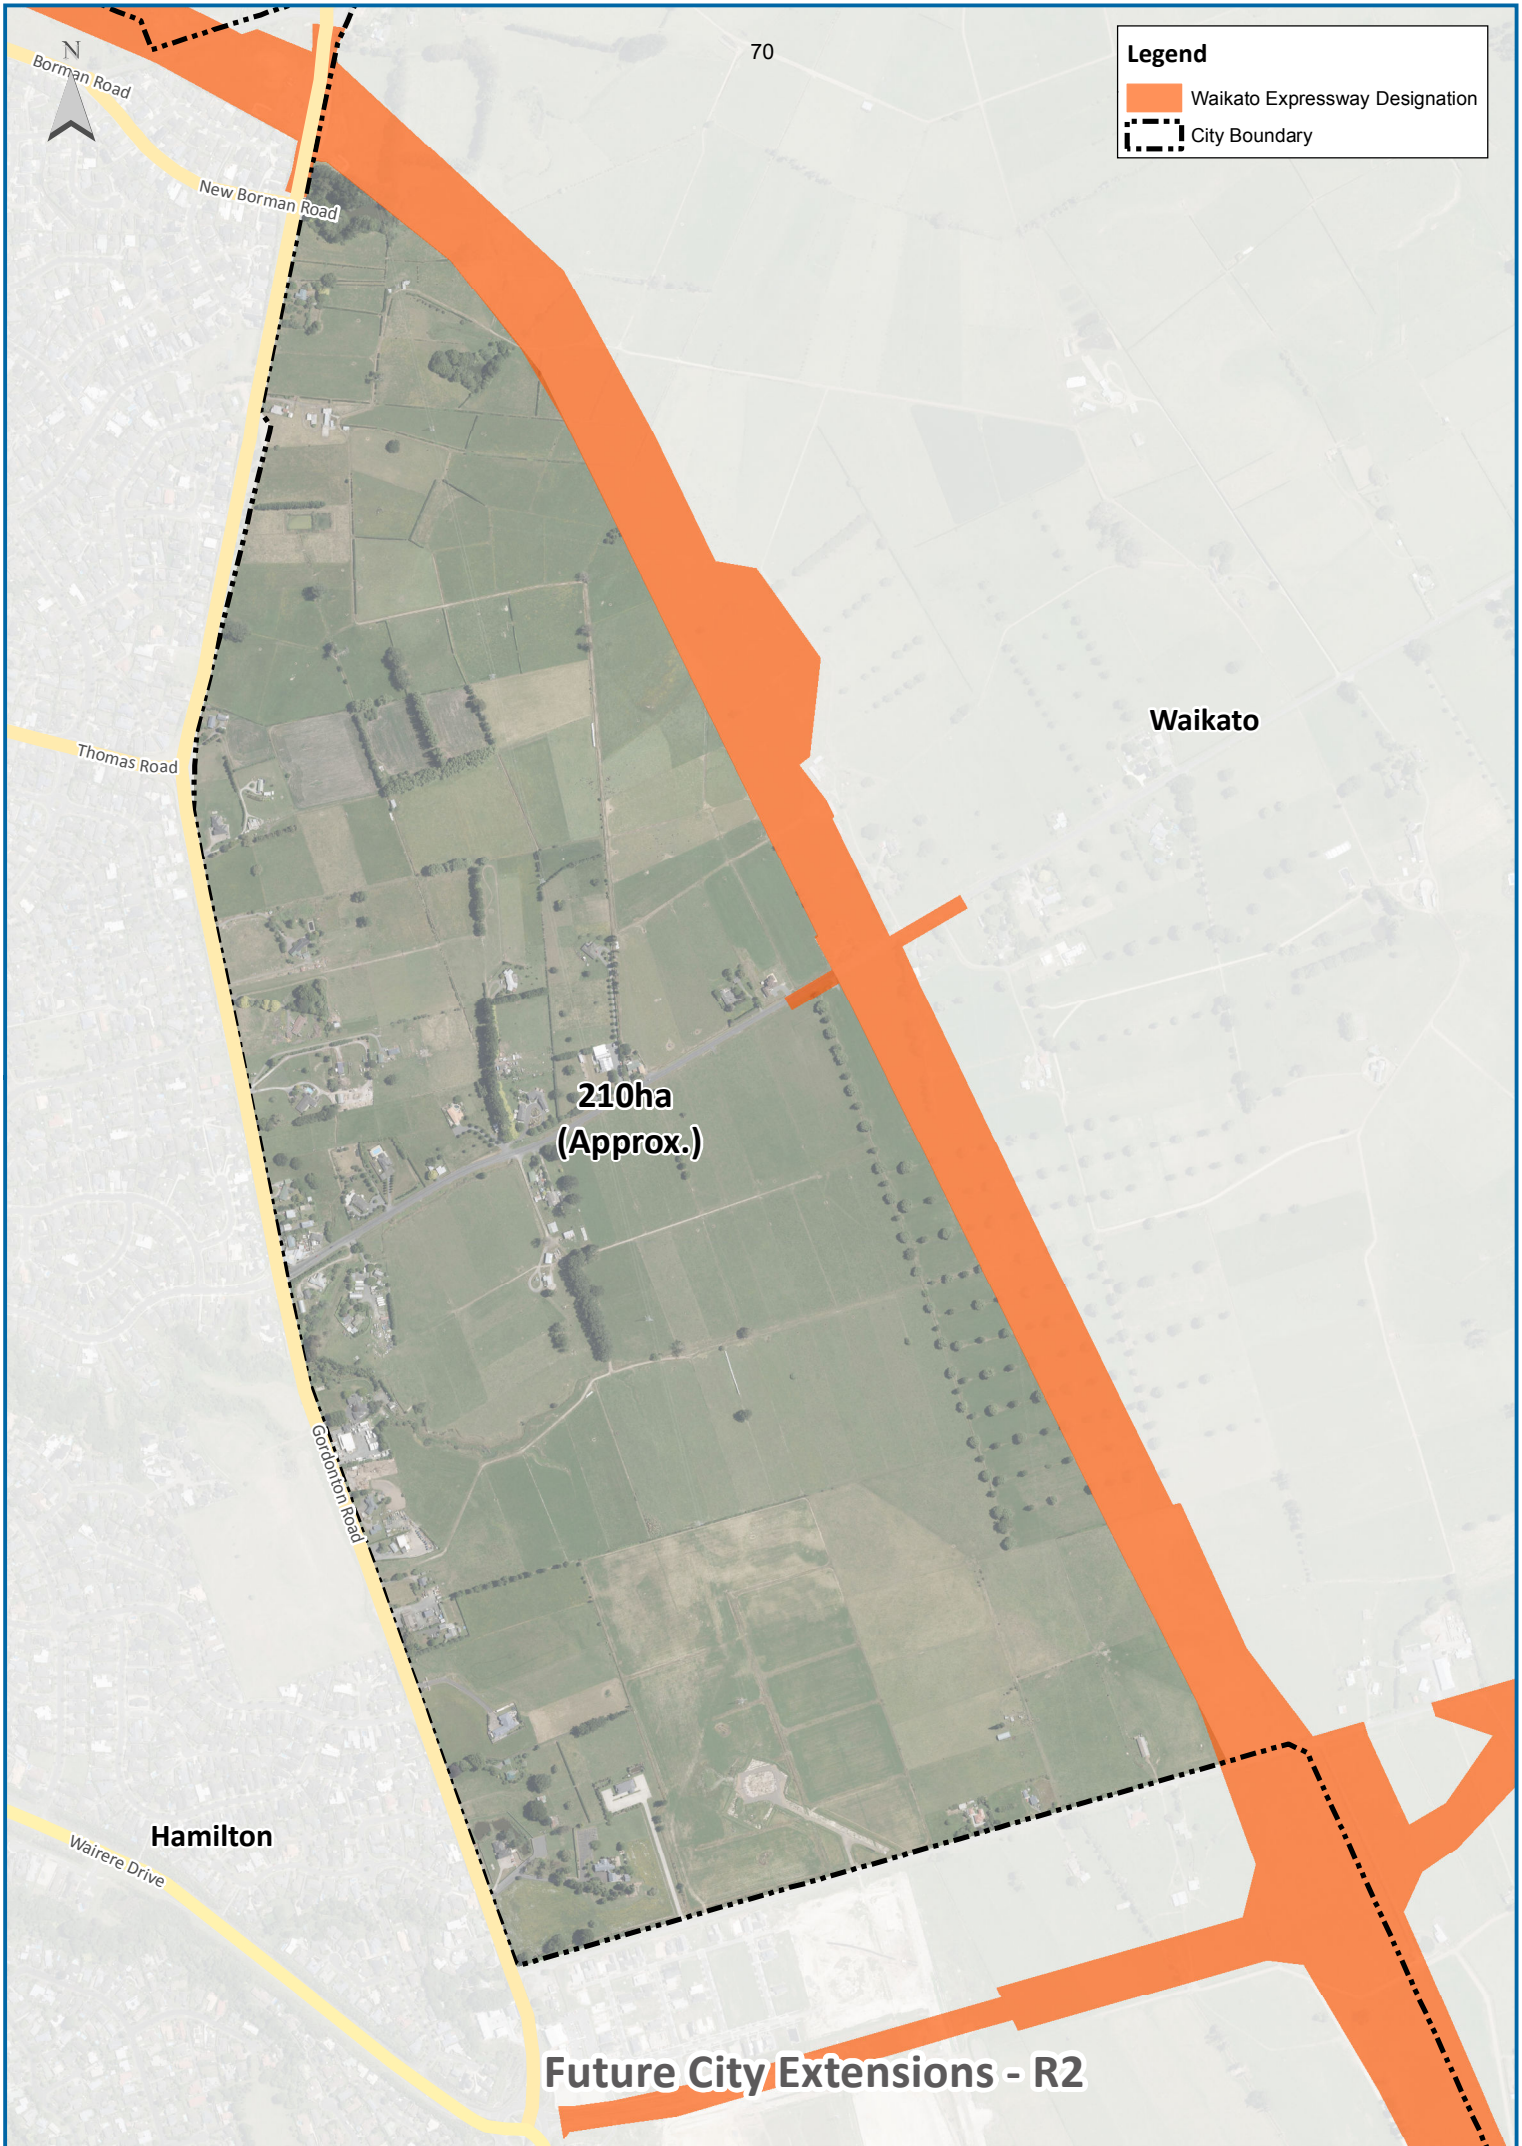 70
Legend
Waikato Expressway Designation
City Boundary
N
Borman Road
New Borman Road
Waikato
Thomas Road
210ha
(Approx.)
Gordonton Road
Hamilton
Wairere Drive
Future City Extensions - R2